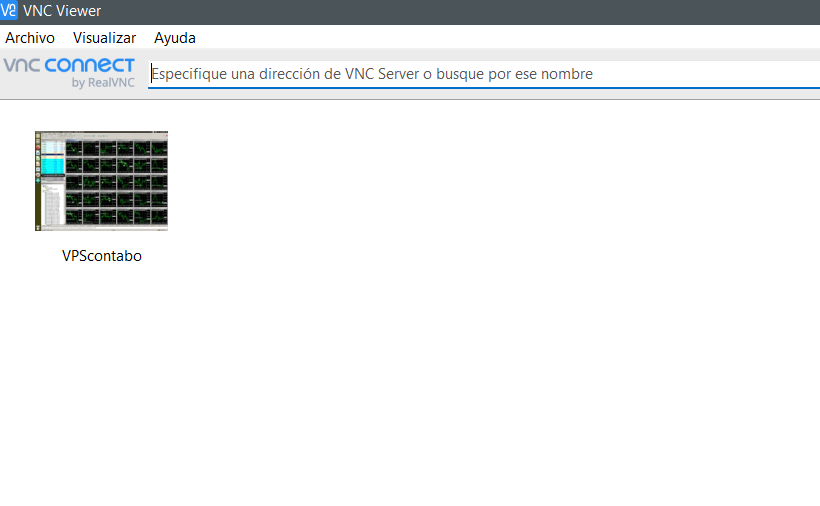 VNC Viewer
Archivo Visualizar Ayuda
vnc connect
by RealVNC
Especifique una dirección de VNC Server o busque por ese nombre
VPScontabo